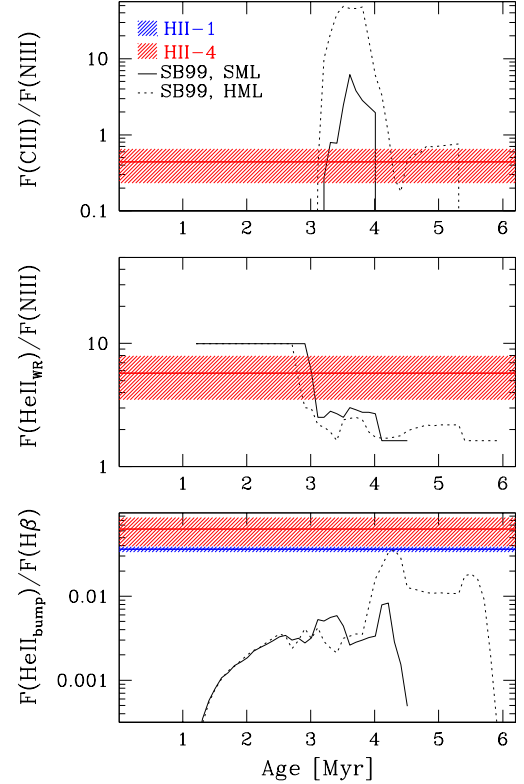 HII−1
HII−4
SB99, SML
SB99, HML
F(CIII)/F(NIII)
10
1
0.1
1 2 3 4 5 6
F(HeII_WR)/F(NIII)
10
1
1 2 3 4 5 6
F(HeII_bump)/F(Hβ)
0.01
0.001
1 2 3 4 5 6
Age [Myr]